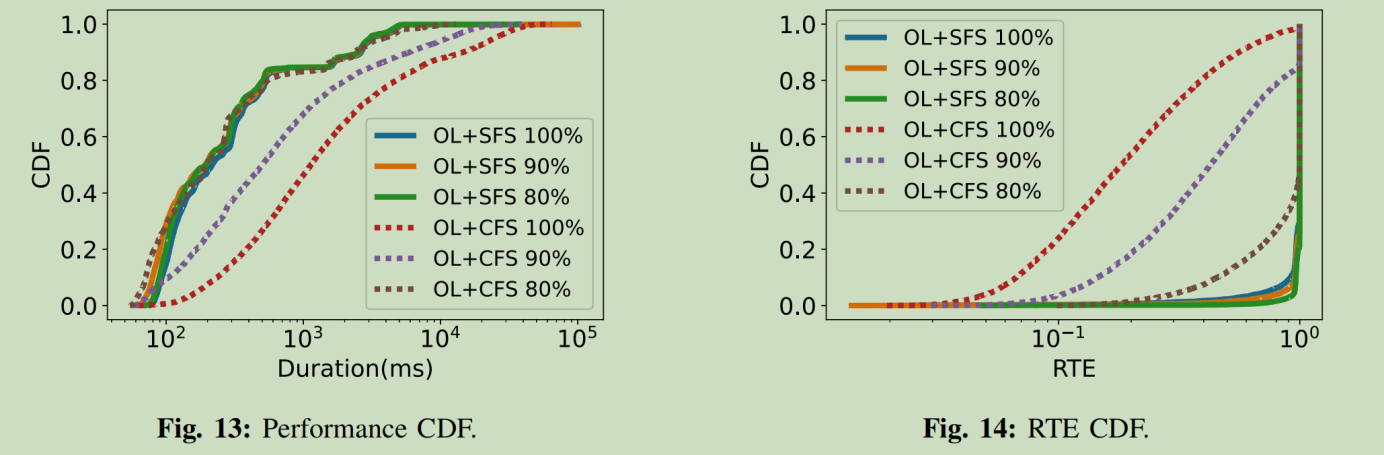 1.0
0.8
0.6
0.4
0.2
0.0
CDF
OL+SFS 100%
OL+SFS 90%
OL+SFS 80%
OL+CFS 100%
OL+CFS 90%
OL+CFS 80%
10² 10³ 10⁴ 10⁵
Duration(ms)
Fig. 13: Performance CDF.
1.0
0.8
0.6
0.4
0.2
0.0
CDF
OL+SFS 100%
OL+SFS 90%
OL+SFS 80%
OL+CFS 100%
OL+CFS 90%
OL+CFS 80%
10⁻¹ 10⁰
RTE
Fig. 14: RTE CDF.